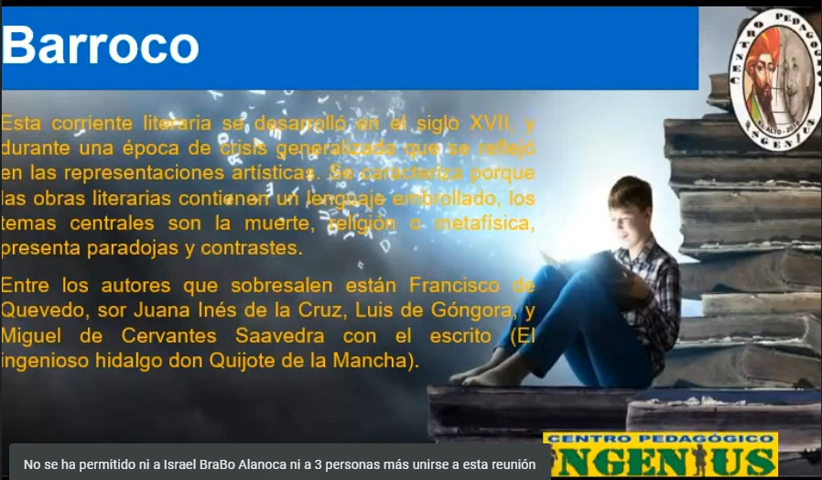 Barroco
CENTRO PEDAGÓGICO
EL ALTO - 
INGENIUS
Esta corriente literaria se desarrolló en el siglo XVII, y
durante una época de crisis generalizada que se reflejó
en las representaciones artísticas. Se caracteriza porque
las obras literarias contienen un lenguaje embrollado, los
temas centrales son la muerte, religión o metafísica,
presenta paradojas y contrastes.
Entre los autores que sobresalen están Francisco de
Quevedo, sor Juana Inés de la Cruz, Luis de Góngora, y
Miguel de Cervantes Saavedra con el escrito (El
ingenioso hidalgo don Quijote de la Mancha).
CENTRO PEDAGÓGICO
INGENIUS
No se ha permitido ni a Israel BraBo Alanoca ni a 3 personas más unirse a esta reunión